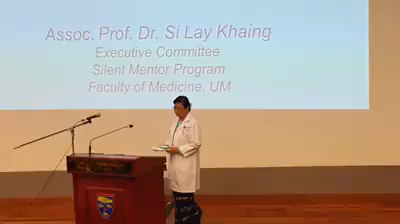 Assoc. Prof. Dr. Si Lay Khaing
Executive Committee
Silent Mentor Program
Faculty of Medicine, UM